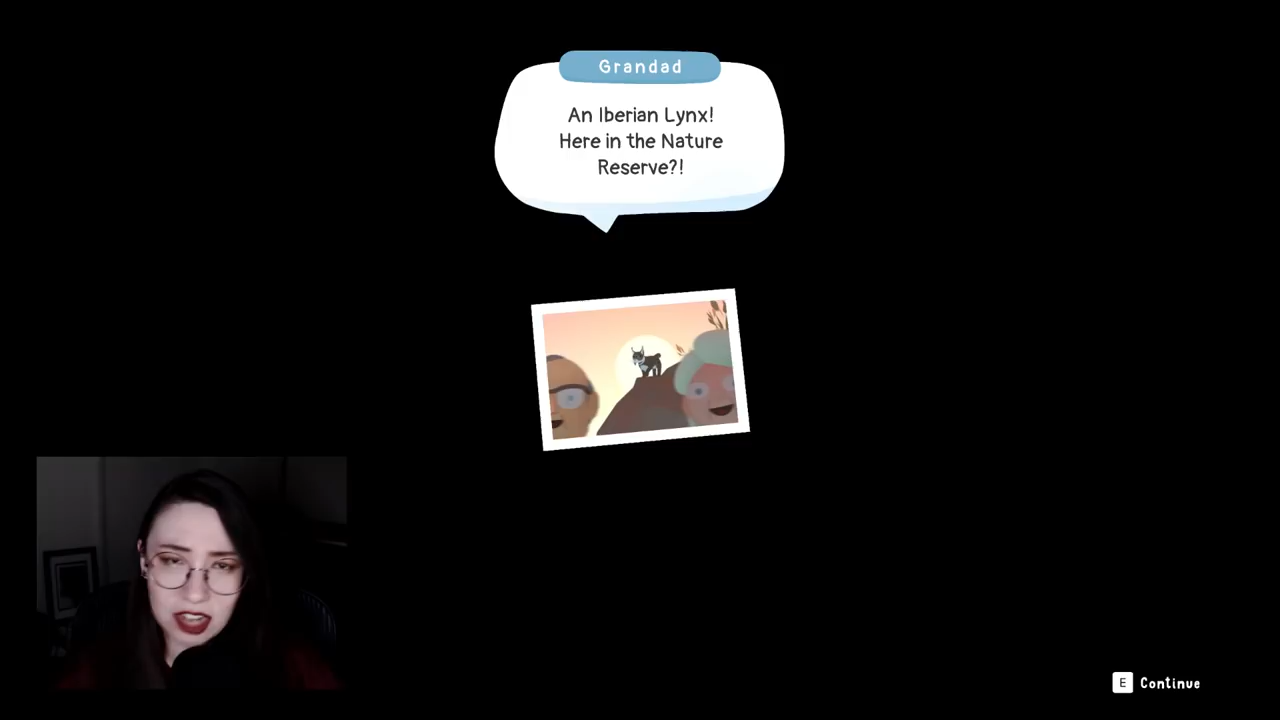 Grandad
An Iberian Lynx!
Here in the Nature
Reserve?!
E Continue